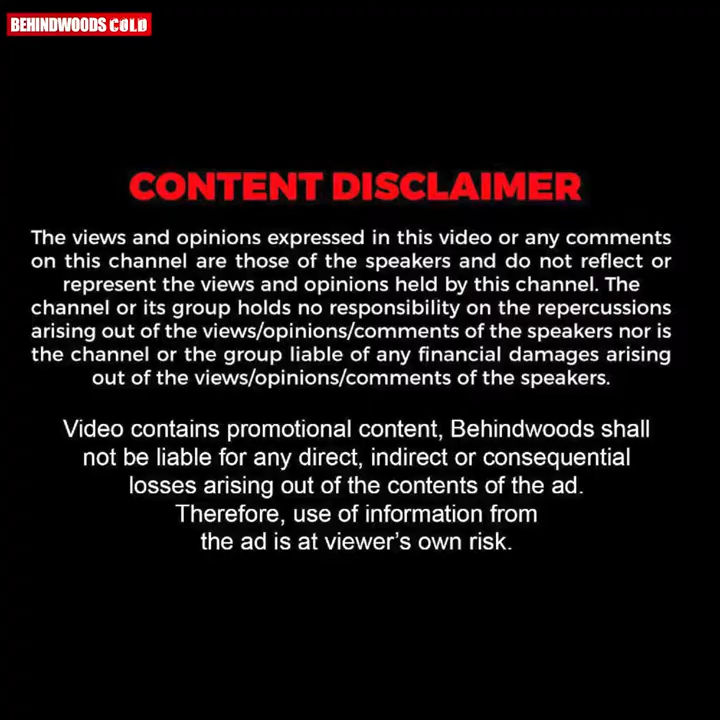 BEHINDWOODS COLD
CONTENT DISCLAIMER
The views and opinions expressed in this video or any comments
on this channel are those of the speakers and do not reflect or
represent the views and opinions held by this channel. The
channel or its group holds no responsibility on the repercussions
arising out of the views/opinions/comments of the speakers nor is
the channel or the group liable of any financial damages arising
out of the views/opinions/comments of the speakers.
Video contains promotional content, Behindwoods shall
not be liable for any direct, indirect or consequential
losses arising out of the contents of the ad.
Therefore, use of information from
the ad is at viewer’s own risk.